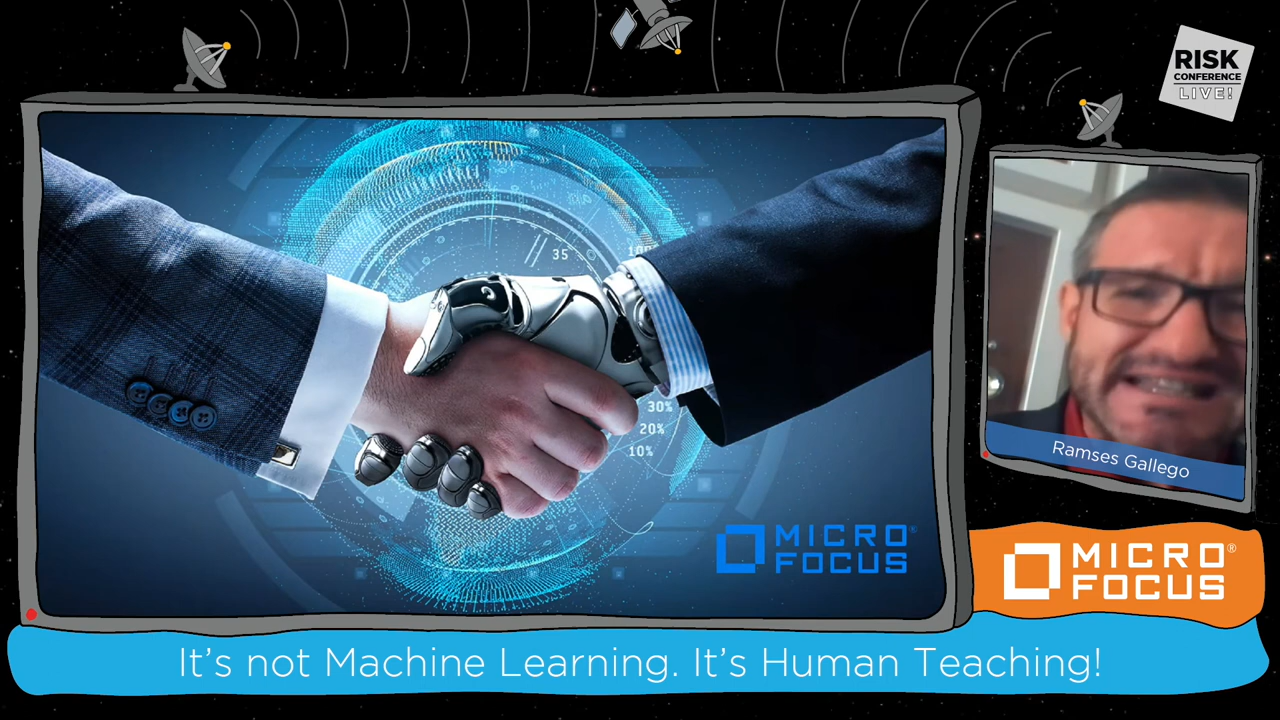 RISK
CONFERENCE
LIVE!
35
100
30%
20%
10%
MICRO
FOCUS®
Ramses Gallego
MICRO®
FOCUS
It's not Machine Learning. It's Human Teaching!